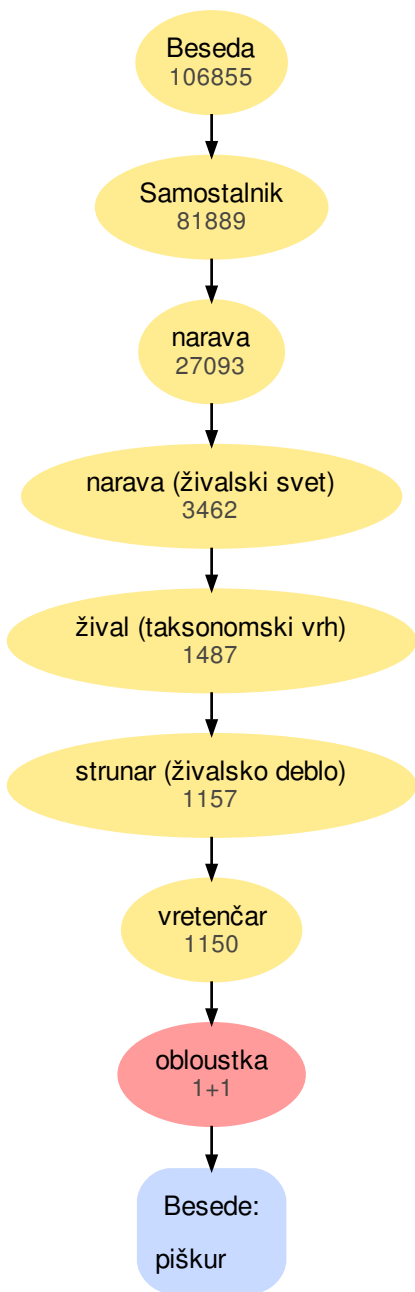 Beseda
106855
Samostalnik
81889
narava
27093
narava (živalski svet)
3462
žival (taksonomski vrh)
1487
strunar (živalsko deblo)
1157
vretenčar
1150
obloustka
1+1
Besede:
piškur